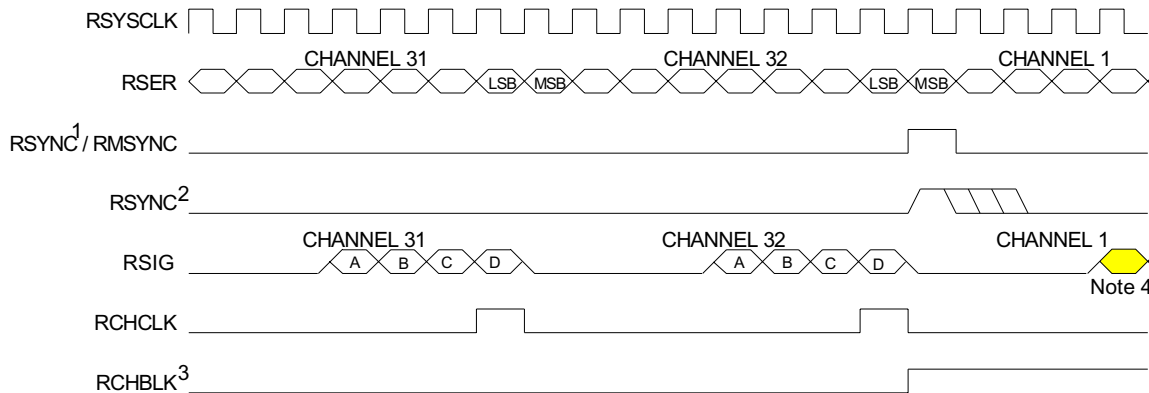 RSYSCLK
CHANNEL 31 CHANNEL 32 CHANNEL 1
RSER LSB MSB LSB MSB
RSYNC1 / RMSYNC
RSYNC2
CHANNEL 31 CHANNEL 32 CHANNEL 1
RSIG A B C D A B C D
Note 4
RCHCLK
RCHBLK3